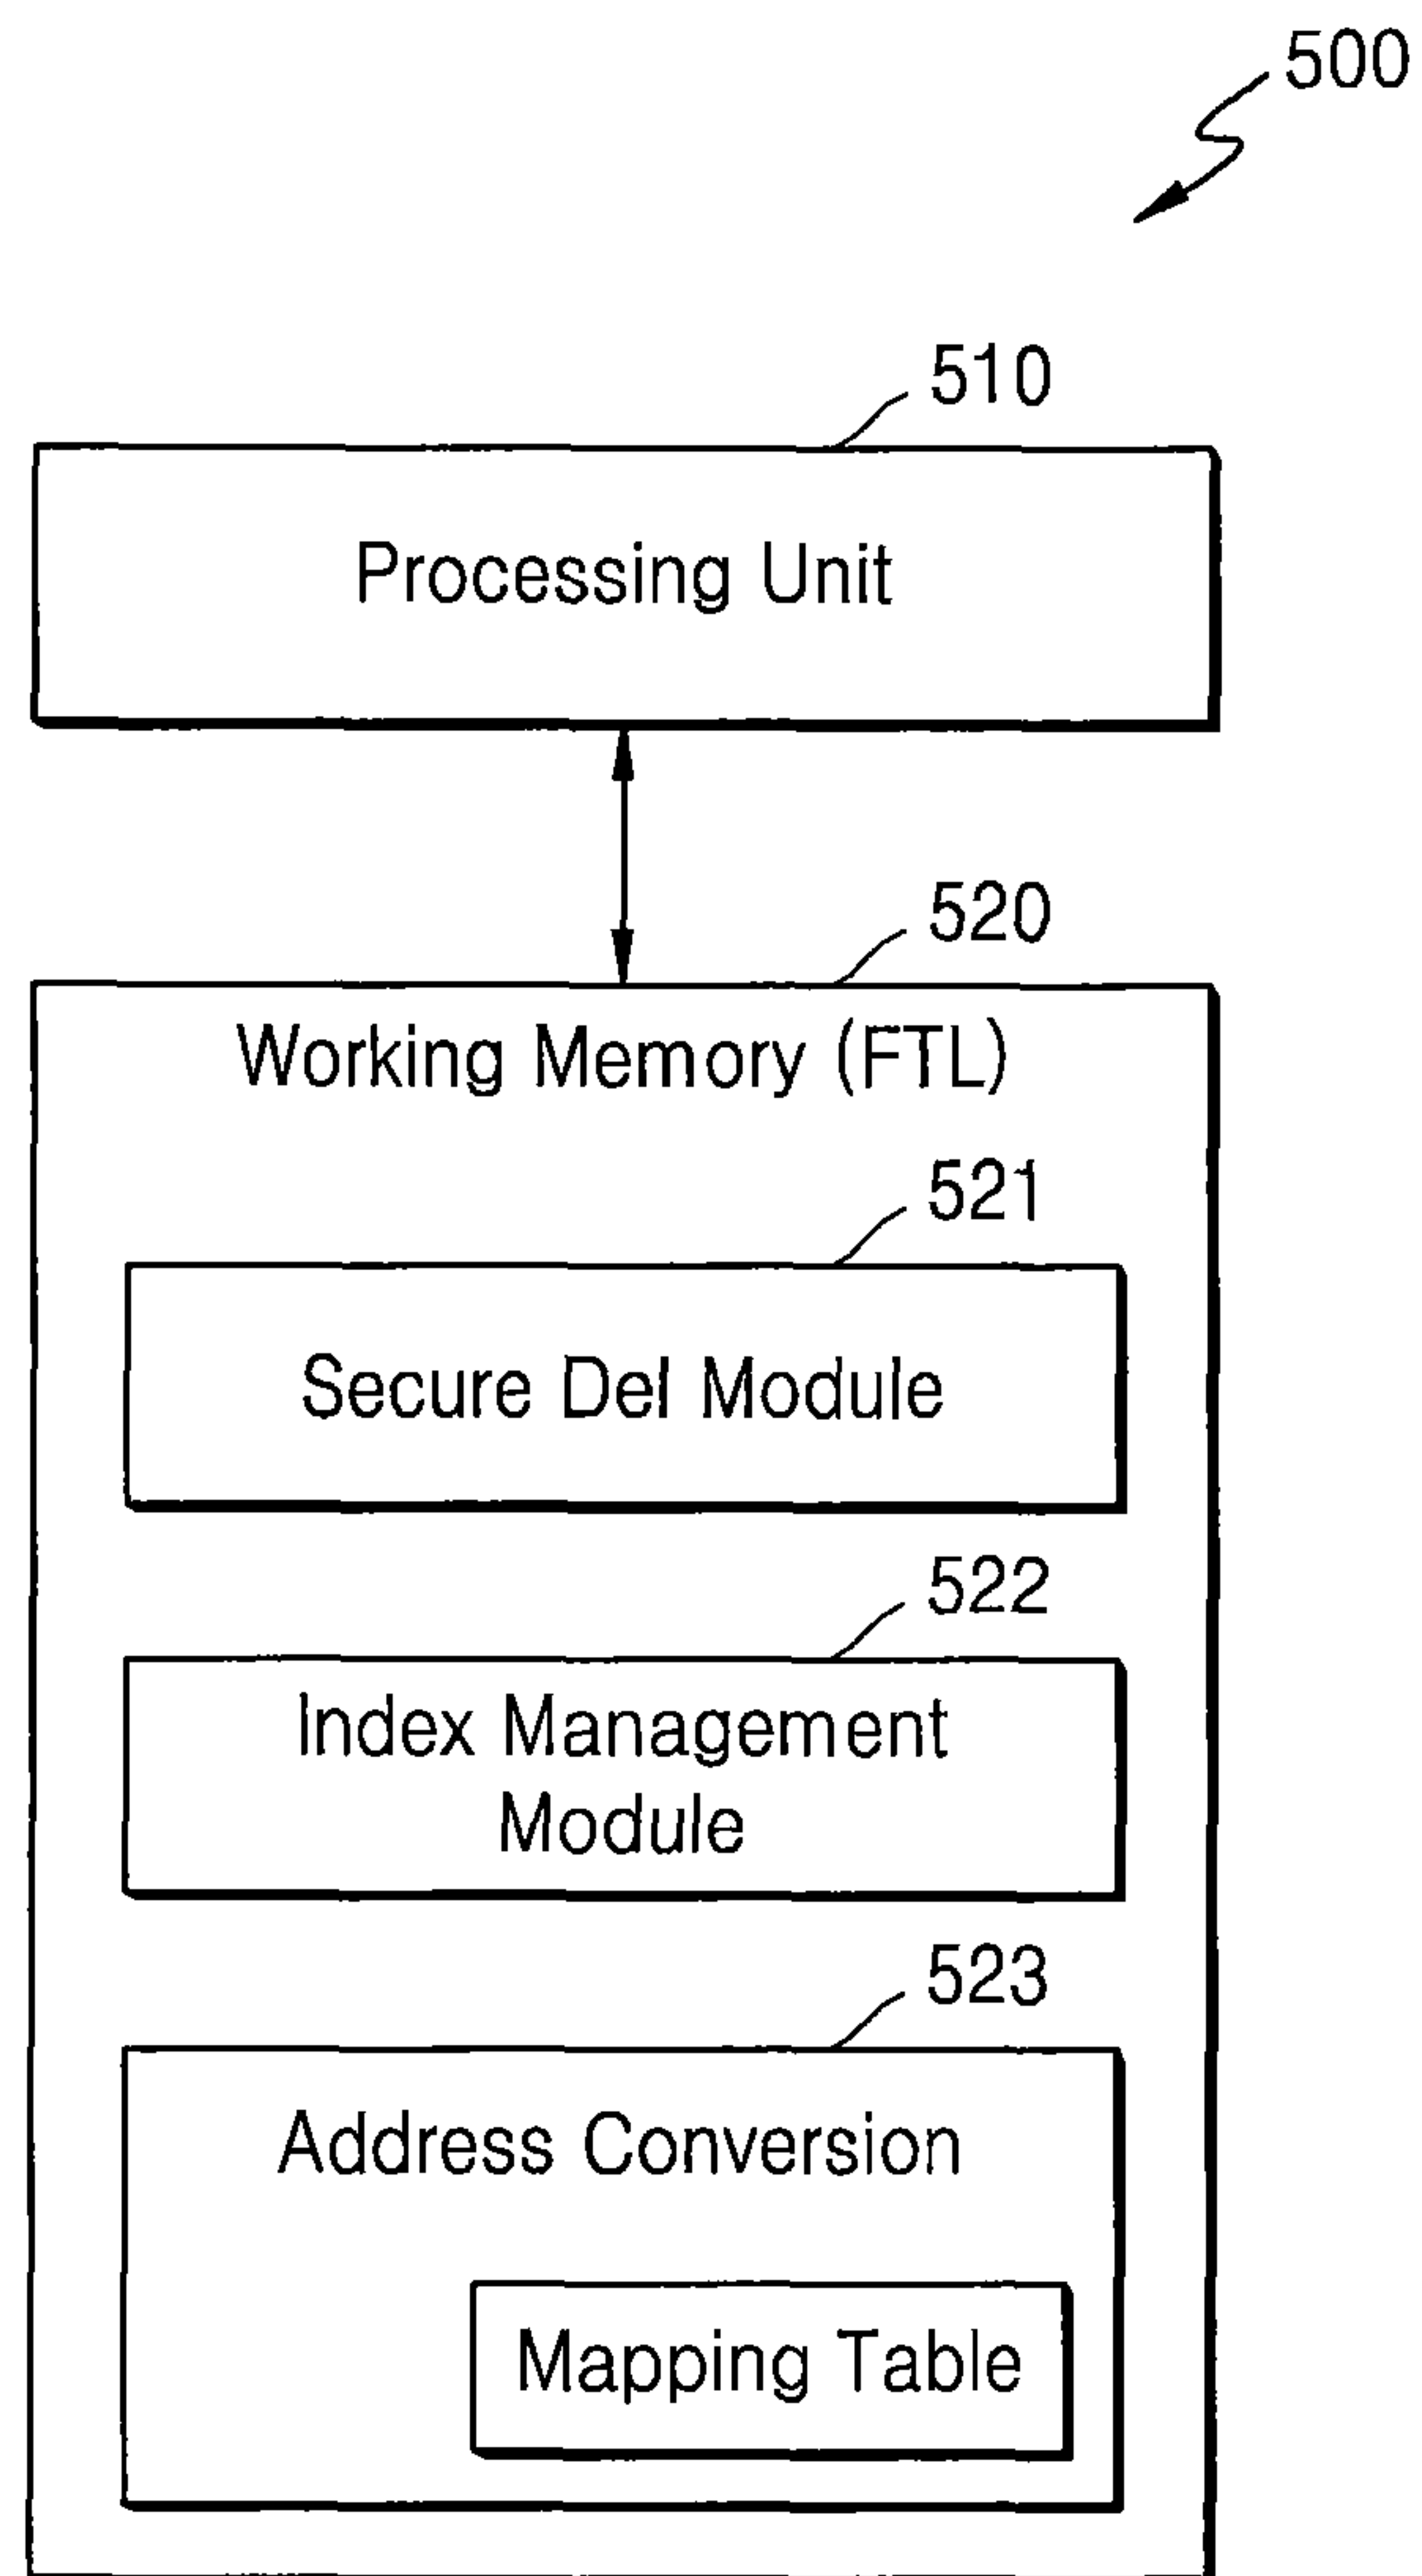 500
510
Processing Unit
520
Working Memory (FTL)
521
Secure Del Module
522
Index Management
Module
523
Address Conversion
Mapping Table